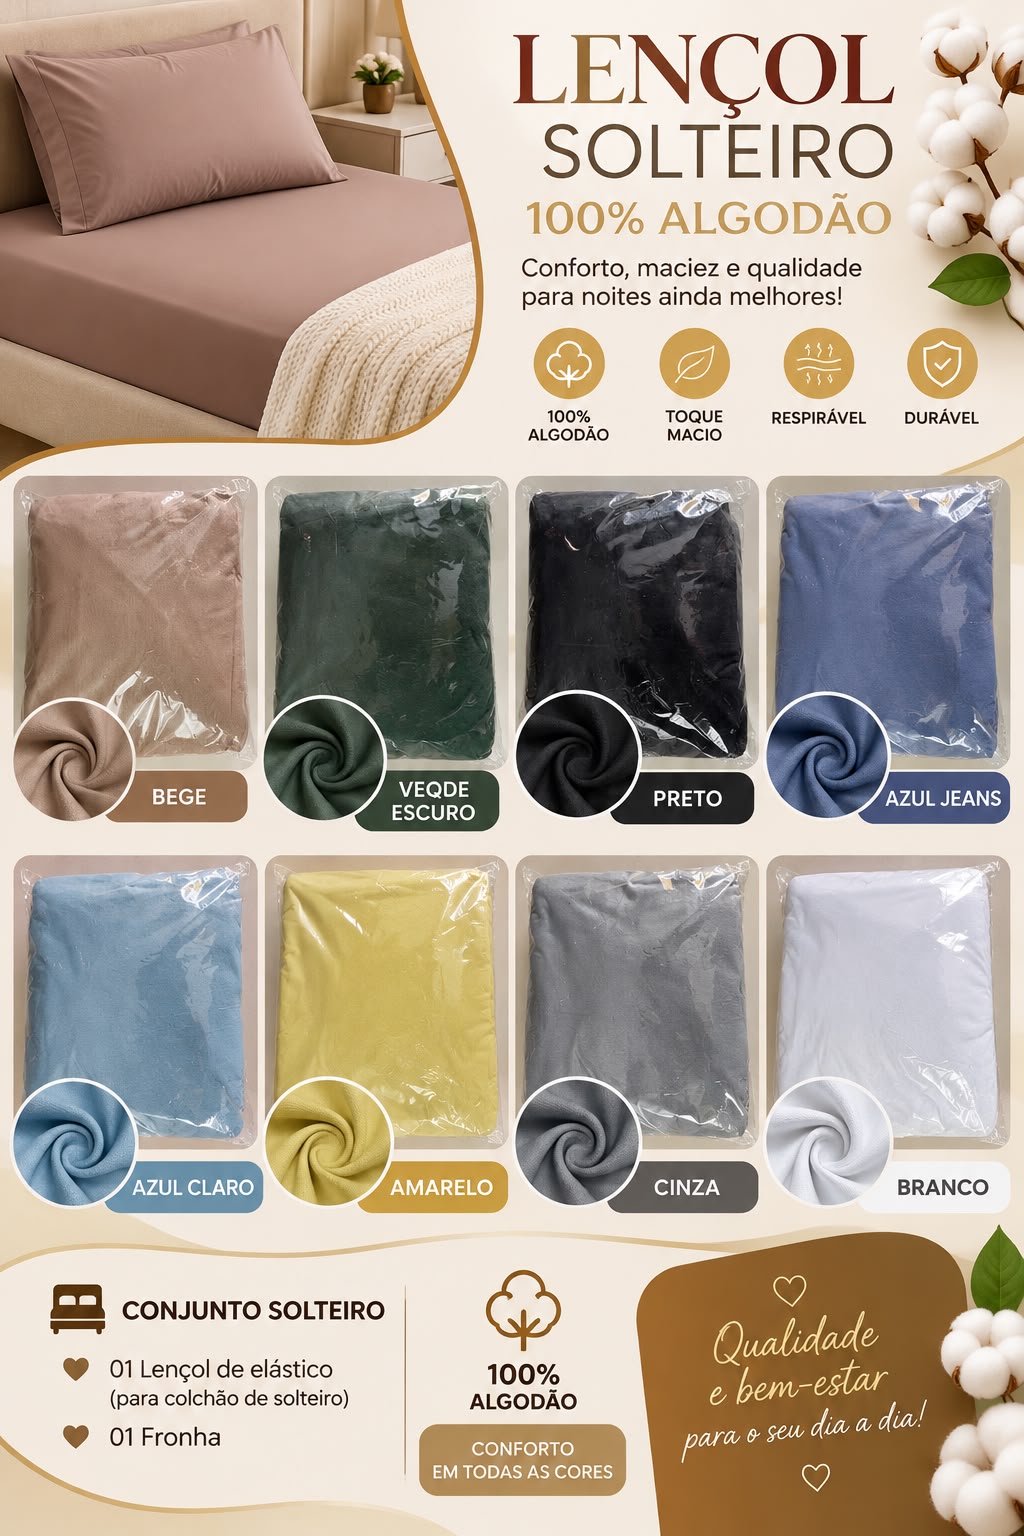 LENÇOL
SOLTEIRO
100% ALGODÃO
Conforto, maciez e qualidade
para noites ainda melhores!
100%
ALGODÃO
TOQUE
MACIO
RESPIRÁVEL
DURÁVEL
BEGE
VEQDE
ESCURO
PRETO
AZUL JEANS
AZUL CLARO
AMARELO
CINZA
BRANCO
CONJUNTO SOLTEIRO
01 Lençol de elástico
(para colchão de solteiro)
01 Fronha
100%
ALGODÃO
CONFORTO
EM TODAS AS CORES
Qualidade
e bem-estar
para o seu dia a dia!